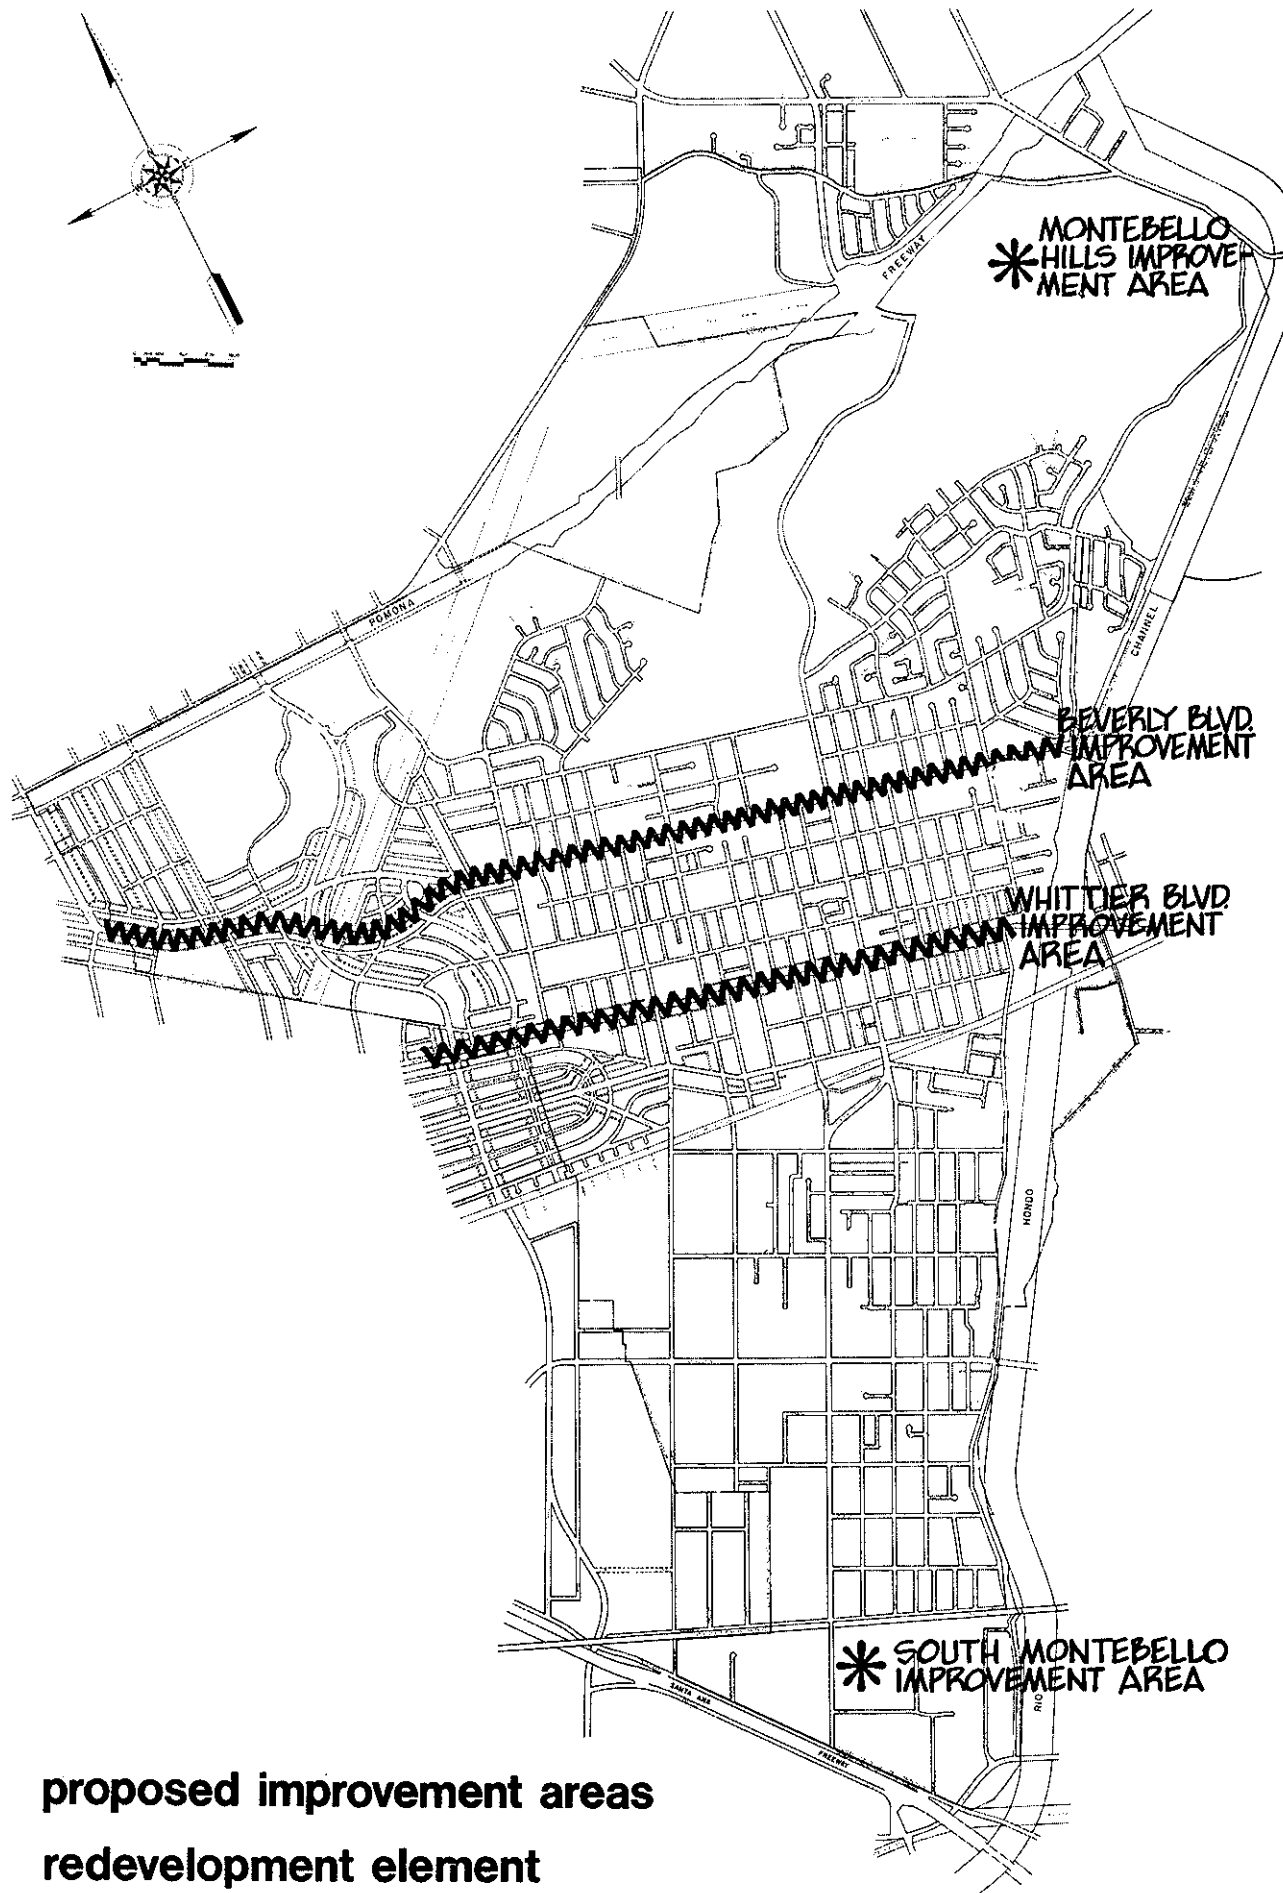 MONTEBELLO
HILLS IMPROVE-
MENT AREA
FREEWAY
POMONA
CHANNEL
BEVERLY BLVD.
IMPROVEMENT
AREA
WHITTIER BLVD.
IMPROVEMENT
AREA
HONDO
SOUTH MONTEBELLO
IMPROVEMENT AREA
RIO
SANTA ANA
FREEWAY
proposed improvement areas
redevelopment element